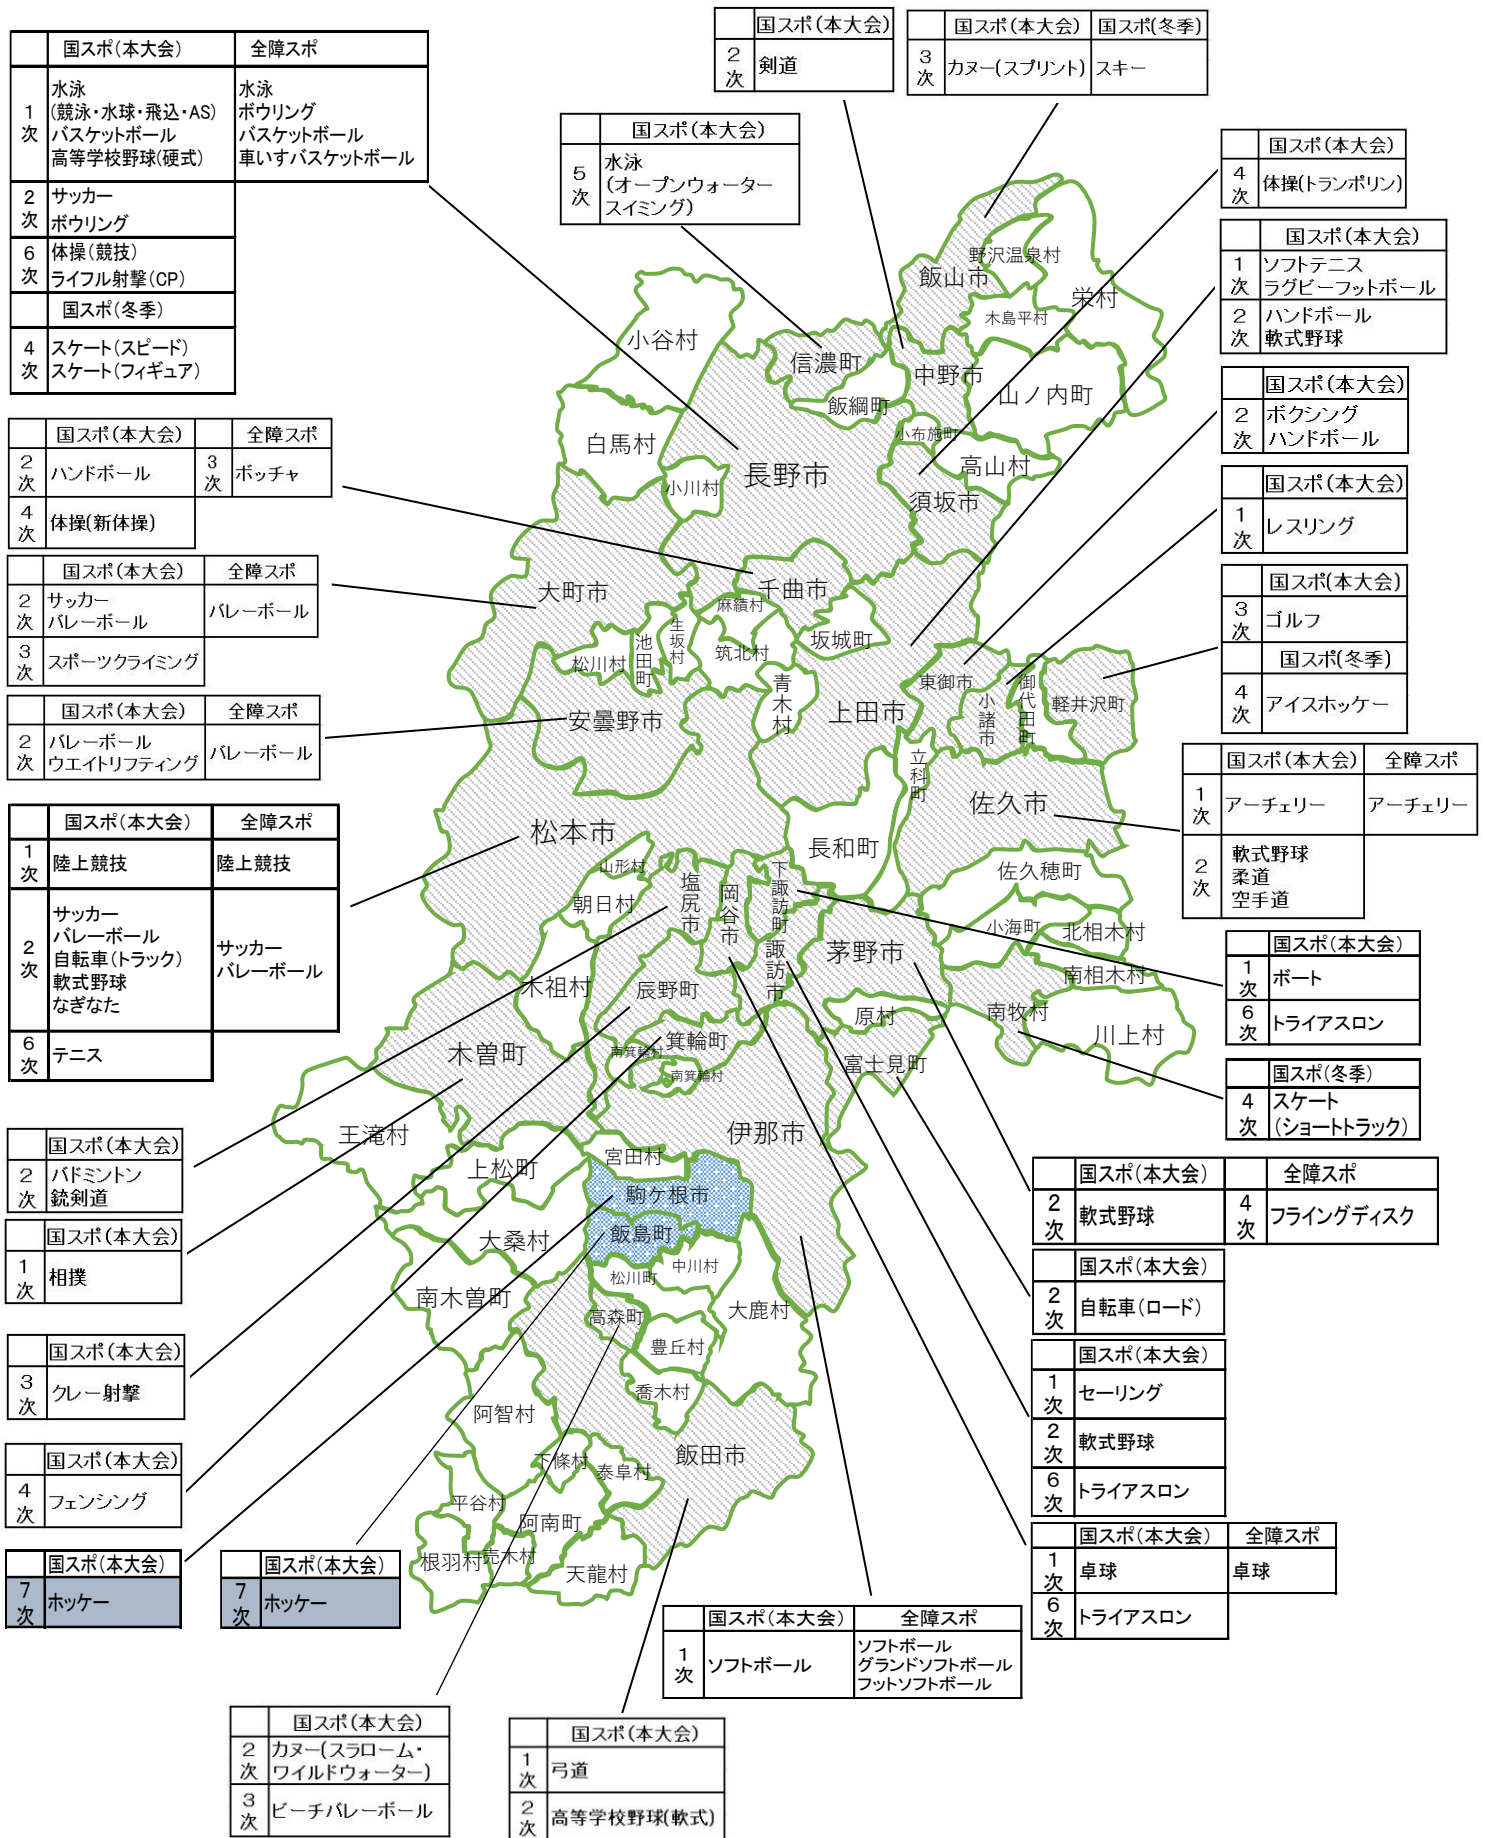 国スポ(本大会) 全障スポ
1次
水泳
(競泳・水球・飛込・AS)
バスケットボール
高等学校野球(硬式)
水泳
ボウリング
バスケットボール
車いすバスケットボール
2次
サッカー
ボウリング
6次
体操(競技)
ライフル射撃(CP)
国スポ(冬季)
4次
スケート(スピード)
スケート(フィギュア)
国スポ(本大会)
2次 剣道
国スポ(本大会) 国スポ(冬季)
3次 カヌー(スプリント) スキー
国スポ(本大会)
5次
水泳
(オープンウォーター
スイミング)
国スポ(本大会)
4次 体操(トランポリン)
国スポ(本大会)
1次
ソフトテニス
ラグビーフットボール
2次
ハンドボール
軟式野球
国スポ(本大会)
2次
ボクシング
ハンドボール
国スポ(本大会)
1次 レスリング
国スポ(本大会)
3次 ゴルフ
国スポ(冬季)
4次 アイスホッケー
国スポ(本大会) 全障スポ
1次 アーチェリー アーチェリー
2次
軟式野球
柔道
空手道
国スポ(本大会)
1次 ボート
6次 トライアスロン
国スポ(冬季)
4次
スケート
(ショートトラック)
国スポ(本大会) 全障スポ
2次 軟式野球 4次 フライングディスク
国スポ(本大会)
2次 自転車(ロード)
国スポ(本大会)
1次 セーリング
2次 軟式野球
6次 トライアスロン
国スポ(本大会) 全障スポ
1次 卓球 卓球
6次 トライアスロン
国スポ(本大会) 全障スポ
2次 ハンドボール 3次 ボッチャ
4次 体操(新体操)
国スポ(本大会) 全障スポ
2次
サッカー
バレーボール
バレーボール
3次 スポーツクライミング
国スポ(本大会) 全障スポ
2次
バレーボール
ウエイトリフティング
バレーボール
国スポ(本大会) 全障スポ
1次 陸上競技 陸上競技
2次
サッカー
バレーボール
自転車(トラック)
軟式野球
なぎなた
サッカー
バレーボール
6次 テニス
国スポ(本大会)
2次
バドミントン
銃剣道
国スポ(本大会)
1次 相撲
国スポ(本大会)
3次 クレー射撃
国スポ(本大会)
4次 フェンシング
国スポ(本大会)
7次 ホッケー
国スポ(本大会)
7次 ホッケー
国スポ(本大会)
2次
カヌー(スラローム・
ワイルドウォーター)
3次 ビーチバレーボール
国スポ(本大会)
1次 弓道
2次 高等学校野球(軟式)
国スポ(本大会) 全障スポ
1次 ソフトボール
ソフトボール
グランドソフトボール
フットソフトボール
野沢温泉村
飯山市
栄村
木島平村
小谷村
信濃町
中野市
山ノ内町
飯綱町
白馬村
小布施町
高山村
長野市
小川村
須坂市
大町市
千曲市
麻績村
生坂村
池田町
松川村
筑北村
坂城町
青木村
東御市
御代田町
小諸市
軽井沢町
安曇野市
上田市
立科町
佐久市
松本市
長和町
山形村
朝日村
塩尻市
岡谷市
下諏訪町
佐久穂町
小海町
北相木村
諏訪市
茅野市
南相木村
木祖村
辰野町
原村
南牧村
川上村
木曽町
南箕輪村
箕輪町
南箕輪村
富士見町
王滝村
伊那市
上松町
宮田村
駒ケ根市
大桑村
飯島町
中川村
松川町
南木曽町
高森町
大鹿村
豊丘村
喬木村
阿智村
飯田市
下條村
泰阜村
平谷村
阿南町
根羽村
売木村
天龍村